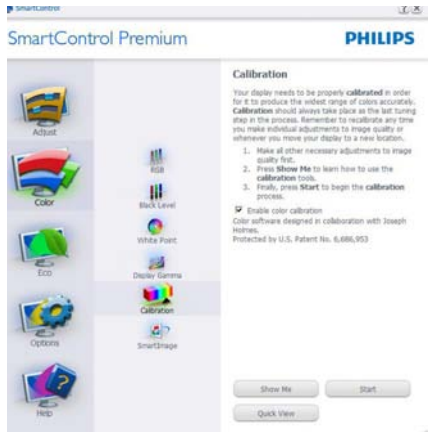 SmartControl
SmartControl Premium
PHILIPS
Adjust
Color
Eco
Options
Help
RGB
Black Level
White Point
Display Gamma
Calibration
SmartImage
Calibration
Your display needs to be properly calibrated in order
for it to produce the widest range of colors accurately.
Calibration should always take place as the last tuning
step in the process. Remember to recalibrate any time
you make individual adjustments to image quality or
whenever you move your display to a new location.
1. Make all other necessary adjustments to image
quality first.
2. Press Show Me to learn how to use the
calibration tools.
3. Finally, press Start to begin the calibration
process.
Enable color calibration
Color software designed in collaboration with Joseph
Holmes.
Protected by U.S. Patent No. 6,686,953
Show Me
Start
Quick View